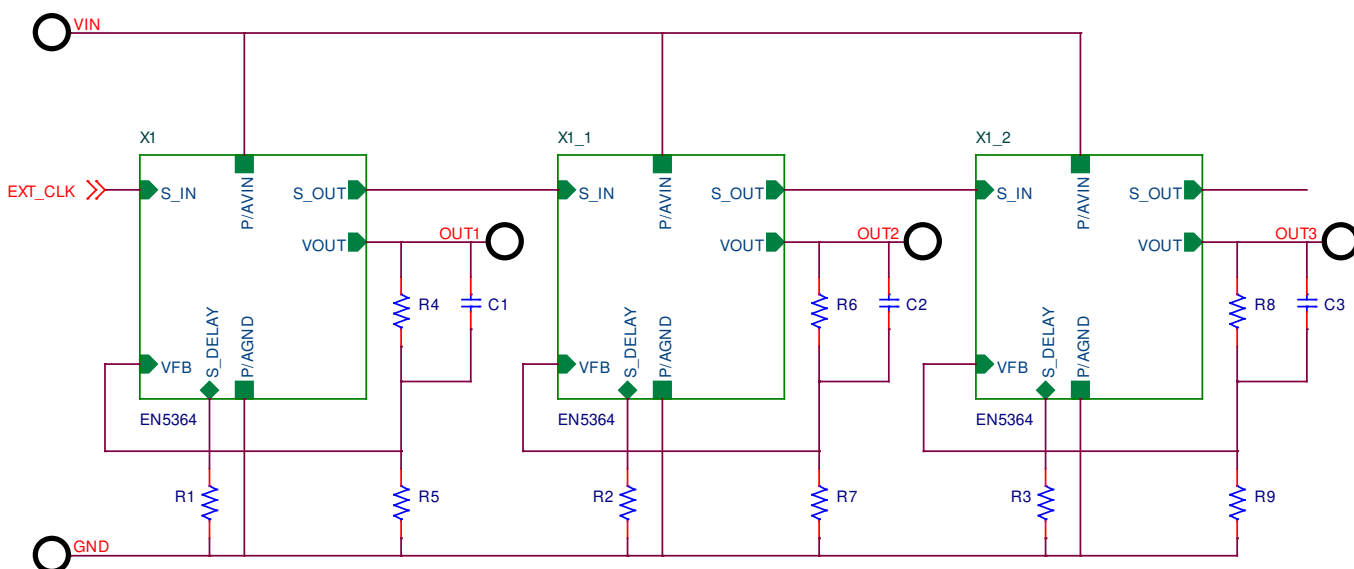 VIN
X1
X1_1
X1_2
EXT_CLK
S_IN
P/AVIN
S_OUT
S_IN
P/AVIN
S_OUT
S_IN
P/AVIN
S_OUT
VOUT
OUT1
VOUT
OUT2
VOUT
OUT3
R4
C1
R6
C2
R8
C3
VFB
S_DELAY
P/AGND
VFB
S_DELAY
P/AGND
VFB
S_DELAY
P/AGND
EN5364
EN5364
EN5364
R1
R5
R2
R7
R3
R9
GND